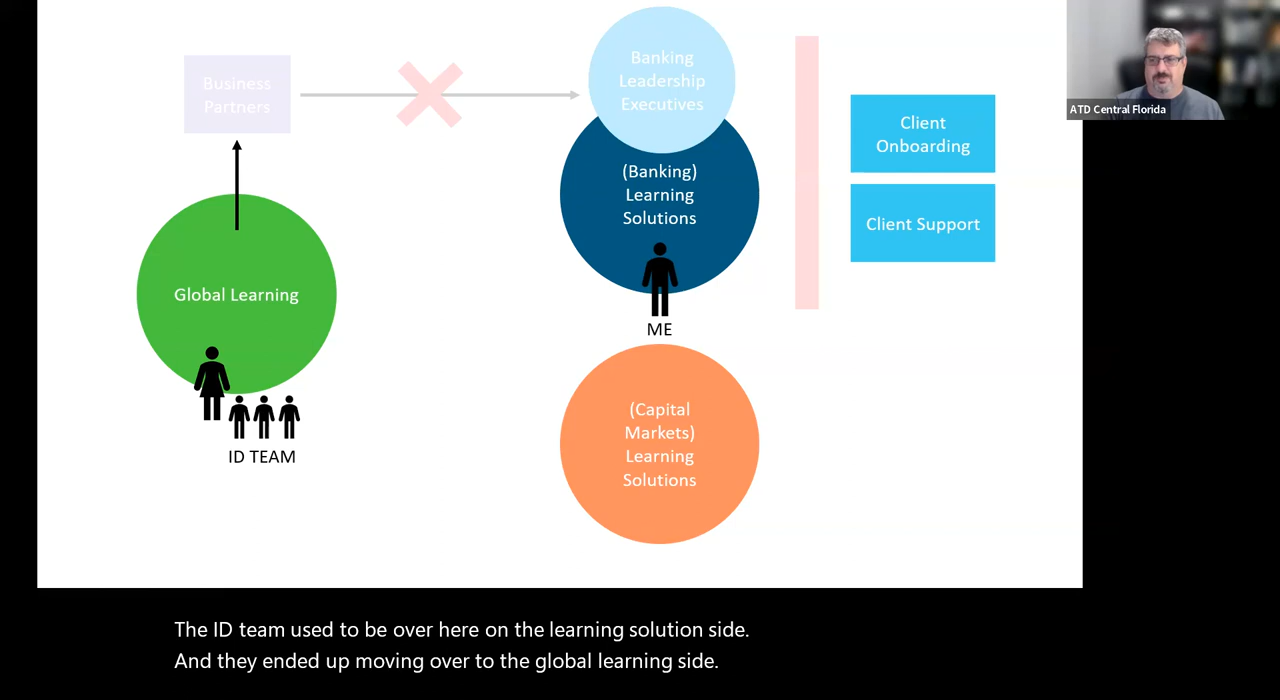 Business
Partners
Banking
Leadership
Executives
ATD Central Florida
Client
Onboarding
(Banking)
Learning
Solutions
Client Support
Global Learning
ME
(Capital
Markets)
Learning
Solutions
ID TEAM
The ID team used to be over here on the learning solution side.
And they ended up moving over to the global learning side.